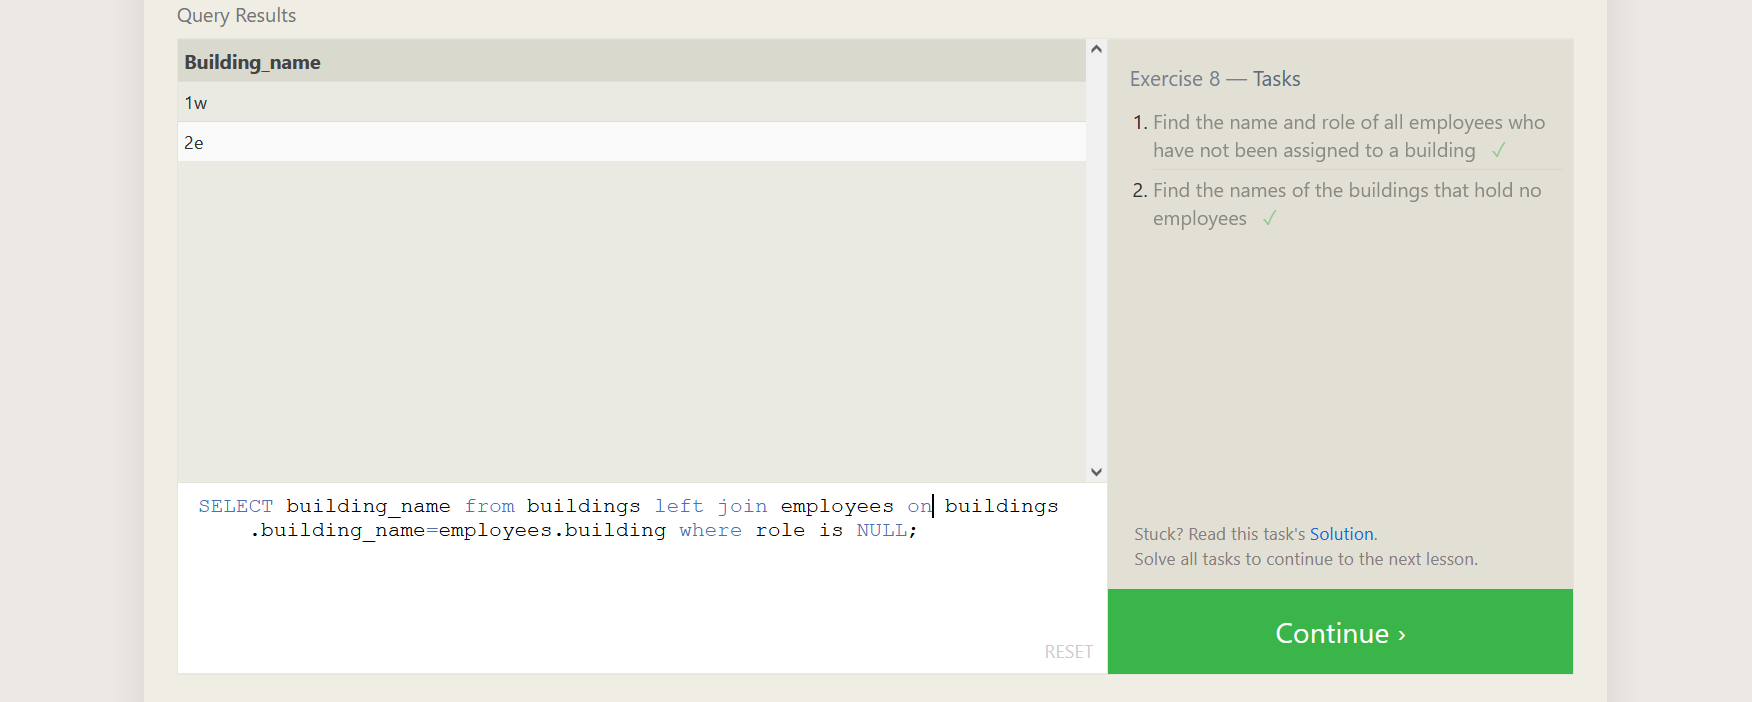 Query Results
Building_name
1w
2e
SELECT building_name from buildings left join employees on buildings
.building_name=employees.building where role is NULL;
RESET
Exercise 8 — Tasks
1. Find the name and role of all employees who
have not been assigned to a building ✓
2. Find the names of the buildings that hold no
employees ✓
Stuck? Read this task's Solution.
Solve all tasks to continue to the next lesson.
Continue ›